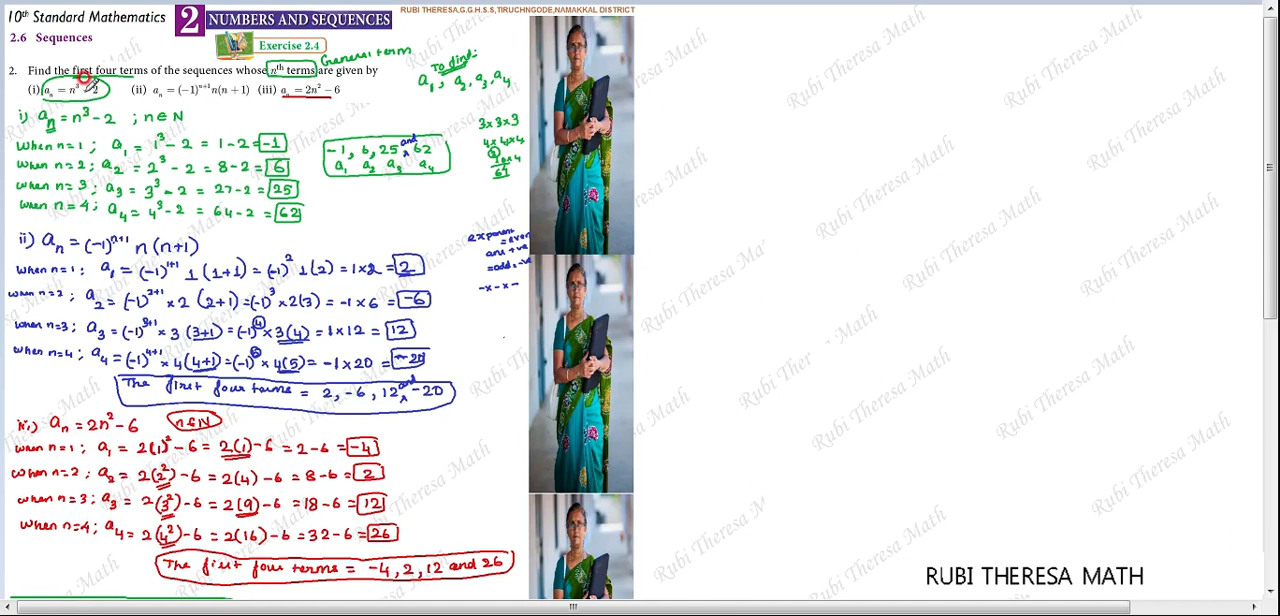 RUBI THERESA,G.G.H.S.S,TIRUCHNGODE,NAMAKKAL DISTRICT
10th Standard Mathematics 2 NUMBERS AND SEQUENCES
2.6 Sequences
Exercise 2.4
General term
2. Find the first four terms of the sequences whose nth terms are given by
To find:
a₁, a₂, a₃, a₄
(i) aₙ = n³ - 2 (ii) aₙ = (−1)ⁿ⁺¹ n(n + 1) (iii) aₙ = 2n² − 6
i) aₙ = n³ − 2 ; n ∈ N
When n=1; a₁ = 1³ − 2 = 1 − 2 = −1
When n=2; a₂ = 2³ − 2 = 8 − 2 = 6
When n=3; a₃ = 3³ − 2 = 27 − 2 = 25
When n=4; a₄ = 4³ − 2 = 64 − 2 = 62
−1, 6, 25 and 62
a₁ a₂ a₃ a₄
3x3x3
4x4x4
ii) aₙ = (−1)ⁿ⁺¹ n (n+1)
When n=1; a₁ = (−1)¹⁺¹ 1 (1+1) = (−1)² 1(2) = 1×2 = 2
When n=2; a₂ = (−1)²⁺¹ × 2 (2+1) = (−1)³ × 2(3) = −1 × 6 = −6
When n=3; a₃ = (−1)³⁺¹ × 3 (3+1) = (−1)⁴ × 3(4) = 1 × 12 = 12
When n=4; a₄ = (−1)⁴⁺¹ × 4(4+1) = (−1)⁵ × 4(5) = −1 × 20 = −20
The first four terms = 2, −6, 12 and −20
= even
= odd = −ve
− x − x −
iii) aₙ = 2n² − 6 n ∈ N
When n=1; a₁ = 2(1)² − 6 = 2(1) − 6 = 2 − 6 = −4
When n=2; a₂ = 2(2²) − 6 = 2(4) − 6 = 8 − 6 = 2
When n=3; a₃ = 2(3²) − 6 = 2(9) − 6 = 18 − 6 = 12
When n=4; a₄ = 2(4²) − 6 = 2(16) − 6 = 32 − 6 = 26
The first four terms = −4, 2, 12 and 26
RUBI THERESA MATH